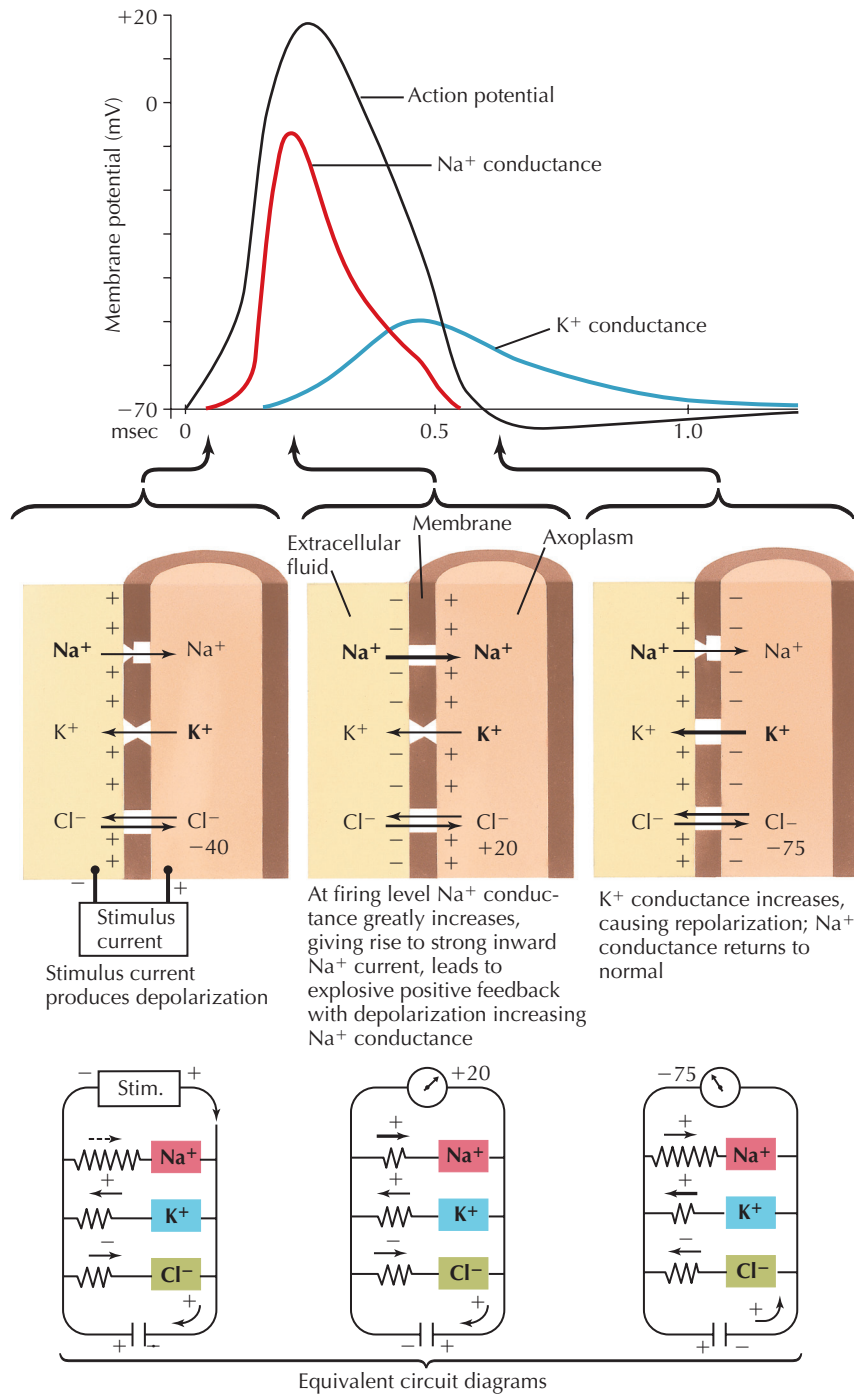 +20
Action potential
0
Na+ conductance
Membrane potential (mV)
K+ conductance
−70
msec 0 0.5 1.0
Membrane
Extracellular
fluid
Axoplasm
+ + − + + −
+ + − + + −
Na+ Na+ Na+ Na+ Na+ Na+
+ + − + + −
+ + − + + −
K+ K+ K+ K+ K+ K+
+ + − + + −
+ + − + + −
Cl− Cl− Cl− Cl− Cl− Cl−
−40 +20 −75
+ + − + + −
+ + − + + −
− +
Stimulus
current
Stimulus current
produces depolarization
At firing level Na+ conduc-
tance greatly increases,
giving rise to strong inward
Na+ current, leads to
explosive positive feedback
with depolarization increasing
Na+ conductance
K+ conductance increases,
causing repolarization; Na+
conductance returns to
normal
− Stim. +
+20
−75
Na+
+
K+
−
Cl−
+
+ −
+
Na+
+
K+
−
Cl−
+
− +
+
Na+
+
K+
−
Cl−
+
+ −
Equivalent circuit diagrams